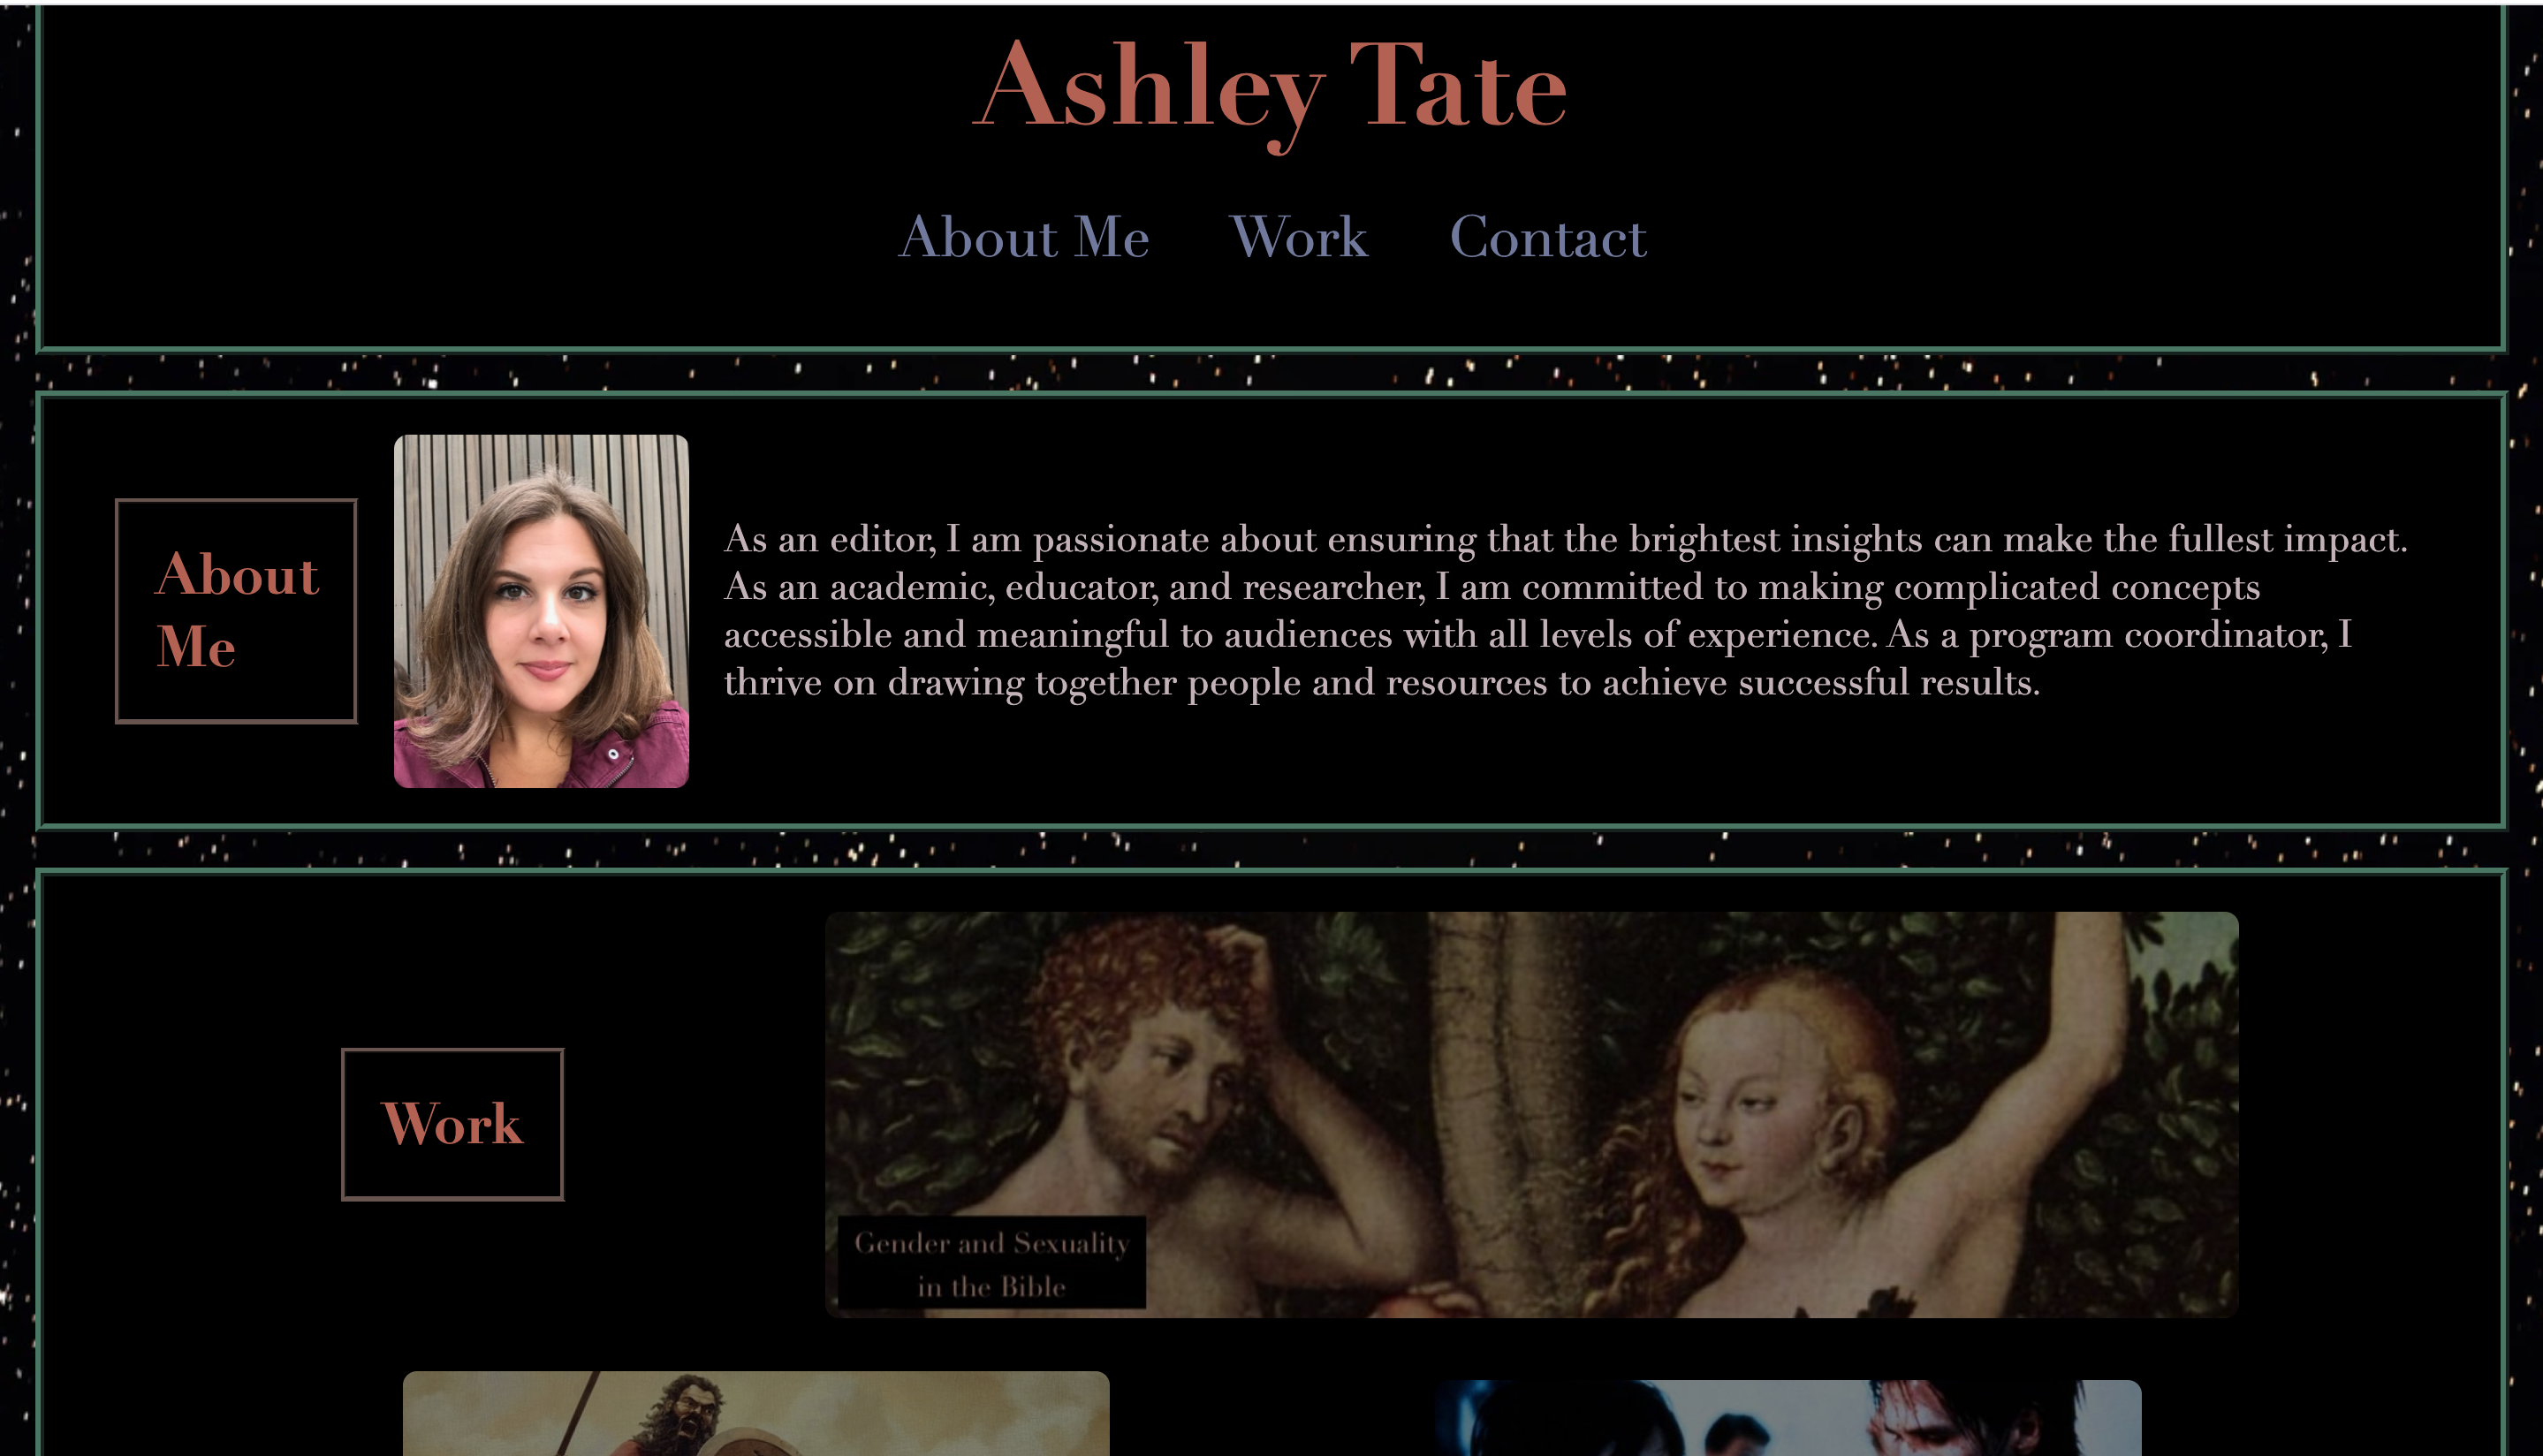 Ashley Tate
About Me Work Contact
About
Me
As an editor, I am passionate about ensuring that the brightest insights can make the fullest impact.
As an academic, educator, and researcher, I am committed to making complicated concepts
accessible and meaningful to audiences with all levels of experience. As a program coordinator, I
thrive on drawing together people and resources to achieve successful results.
Work
Gender and Sexuality
in the Bible